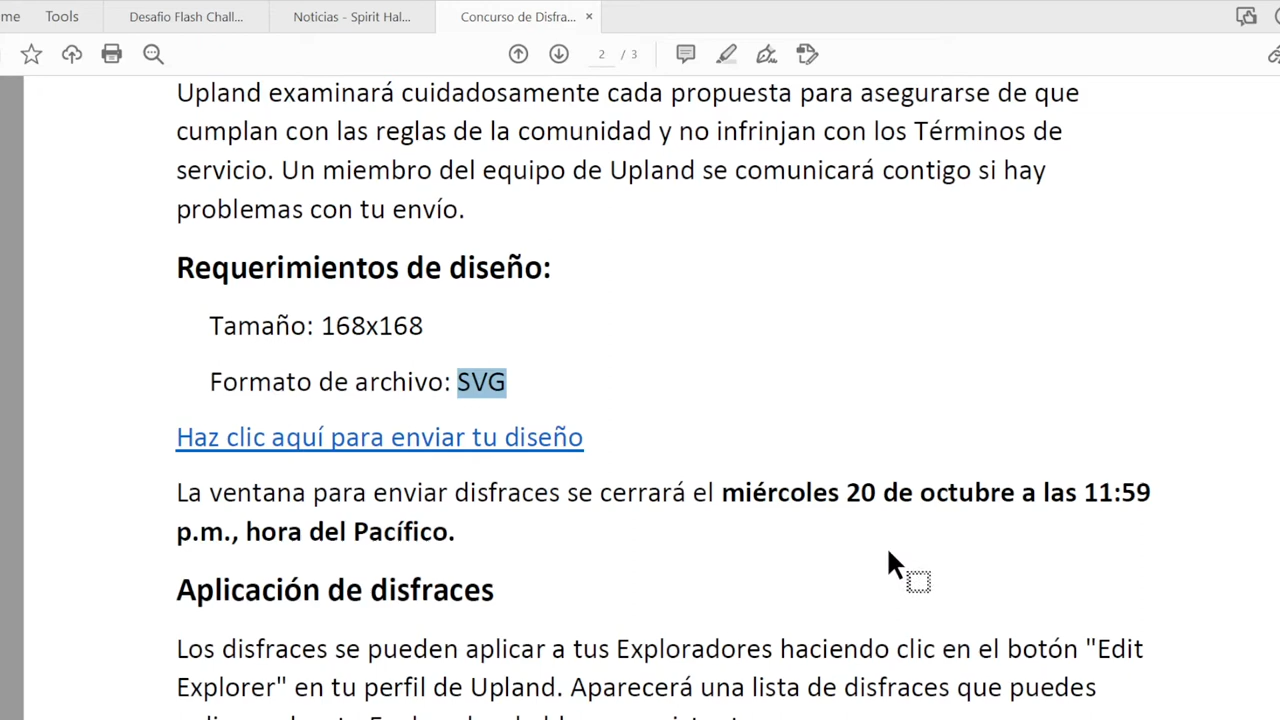 me Tools Desafio Flash Chall... Noticias - Spirit Hal... Concurso de Disfra... ×
2 / 3
Upland examinará cuidadosamente cada propuesta para asegurarse de que
cumplan con las reglas de la comunidad y no infrinjan con los Términos de
servicio. Un miembro del equipo de Upland se comunicará contigo si hay
problemas con tu envío.
Requerimientos de diseño:
Tamaño: 168x168
Formato de archivo: SVG
Haz clic aquí para enviar tu diseño
La ventana para enviar disfraces se cerrará el miércoles 20 de octubre a las 11:59
p.m., hora del Pacífico.
Aplicación de disfraces
Los disfraces se pueden aplicar a tus Exploradores haciendo clic en el botón "Edit
Explorer" en tu perfil de Upland. Aparecerá una lista de disfraces que puedes